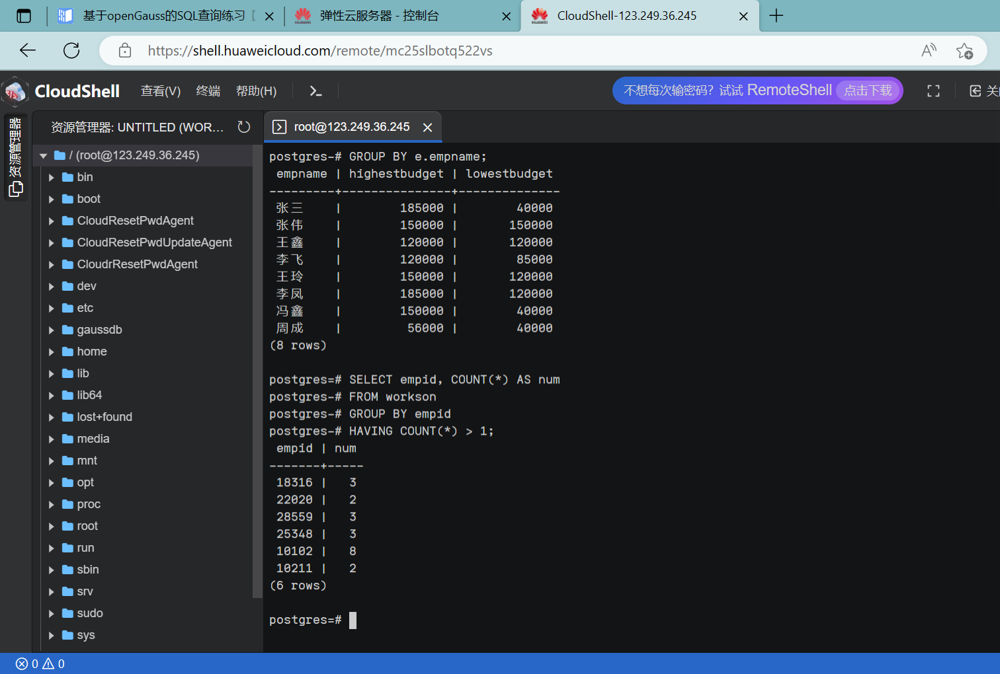 基于openGauss的SQL查询练习
弹性云服务器 - 控制台
CloudShell-123.249.36.245
https://shell.huaweicloud.com/remote/mc25slbotq522vs
CloudShell
查看(V)
终端
帮助(H)
不想每次输密码? 试试 RemoteShell
点击下载
资源管理器
资源管理器: UNTITLED (WOR...
root@123.249.36.245
/ (root@123.249.36.245)
bin
boot
CloudResetPwdAgent
CloudResetPwdUpdateAgent
CloudrResetPwdAgent
dev
etc
gaussdb
home
lib
lib64
lost+found
media
mnt
opt
proc
root
run
sbin
srv
sudo
sys
postgres-# GROUP BY e.empname;
empname | highestbudget | lowestbudget
---------+---------------+--------------
张三 | 185000 | 40000
张伟 | 150000 | 150000
王鑫 | 120000 | 120000
李飞 | 120000 | 85000
王玲 | 150000 | 120000
李凤 | 185000 | 120000
冯鑫 | 150000 | 40000
周成 | 56000 | 40000
(8 rows)
postgres=# SELECT empid, COUNT(*) AS num
postgres-# FROM workson
postgres-# GROUP BY empid
postgres-# HAVING COUNT(*) > 1;
empid | num
-------+-----
18316 | 3
22020 | 2
28559 | 3
25348 | 3
10102 | 8
10211 | 2
(6 rows)
postgres=#
0
0